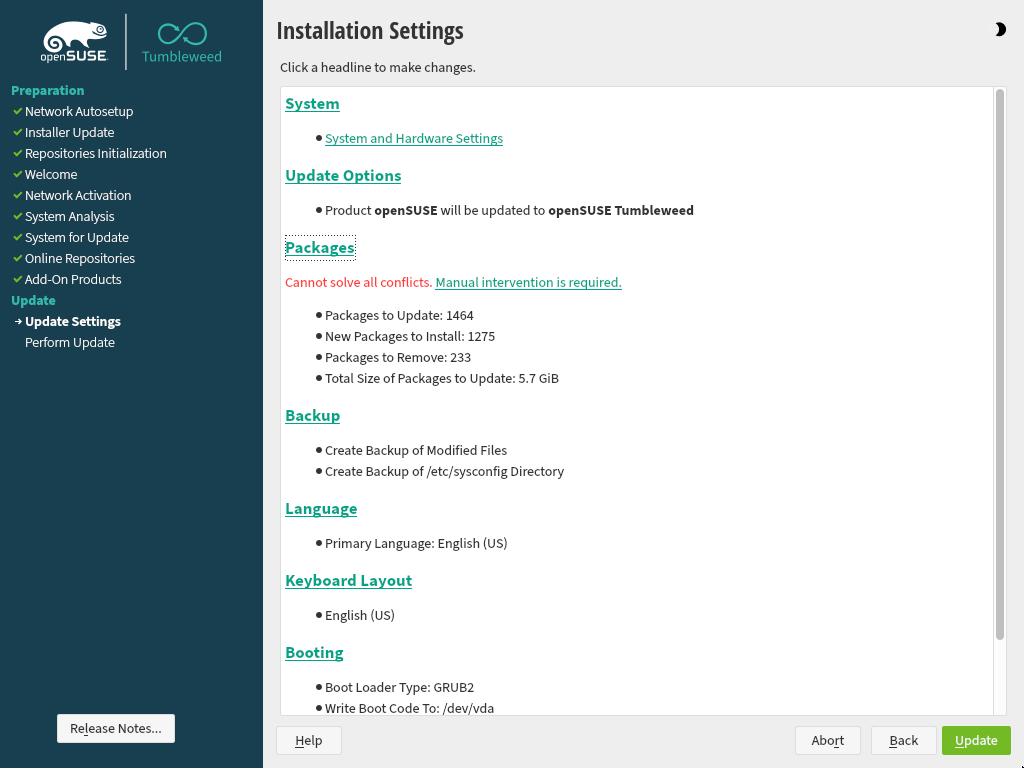 openSUSE
Tumbleweed
Preparation
Network Autosetup
Installer Update
Repositories Initialization
Welcome
Network Activation
System Analysis
System for Update
Online Repositories
Add-On Products
Update
Update Settings
Perform Update
Release Notes...
Installation Settings
Click a headline to make changes.
System
System and Hardware Settings
Update Options
Product openSUSE will be updated to openSUSE Tumbleweed
Packages
Cannot solve all conflicts. Manual intervention is required.
Packages to Update: 1464
New Packages to Install: 1275
Packages to Remove: 233
Total Size of Packages to Update: 5.7 GiB
Backup
Create Backup of Modified Files
Create Backup of /etc/sysconfig Directory
Language
Primary Language: English (US)
Keyboard Layout
English (US)
Booting
Boot Loader Type: GRUB2
Write Boot Code To: /dev/vda
Help
Abort
Back
Update